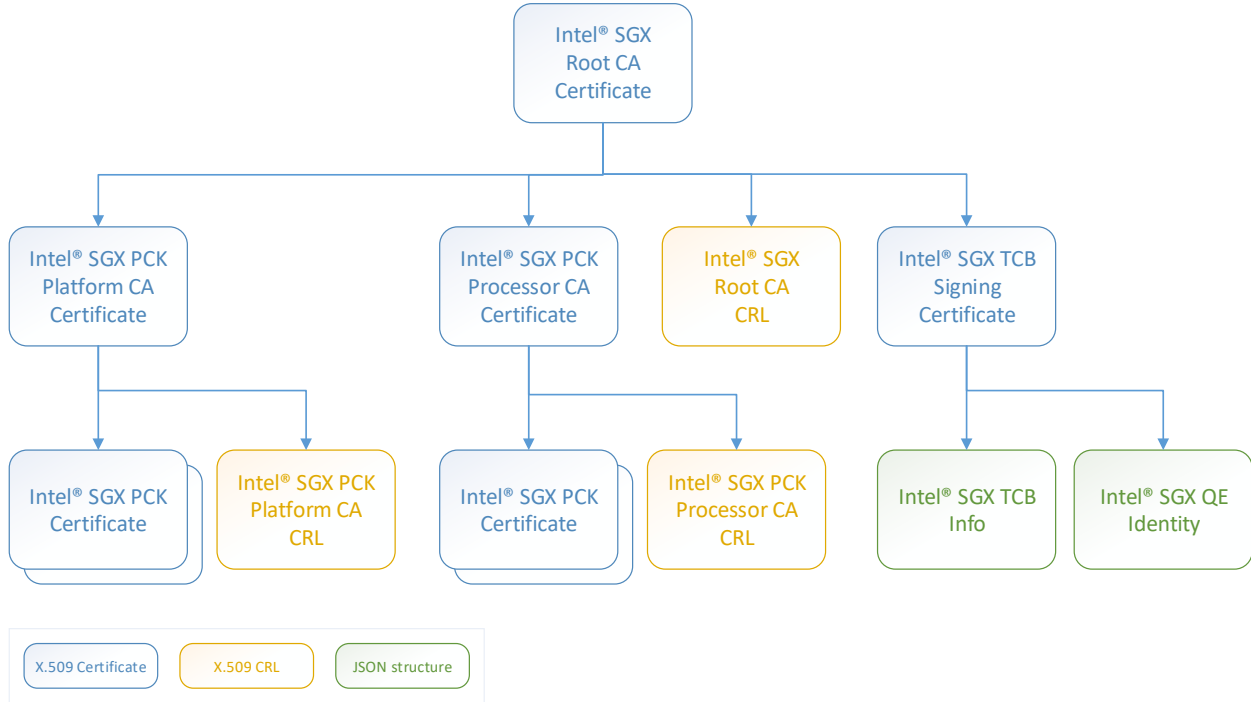 Intel® SGX
Root CA
Certificate
Intel® SGX PCK
Platform CA
Certificate
Intel® SGX PCK
Processor CA
Certificate
Intel® SGX
Root CA
CRL
Intel® SGX TCB
Signing
Certificate
Intel® SGX PCK
Certificate
Intel® SGX PCK
Platform CA
CRL
Intel® SGX PCK
Certificate
Intel® SGX PCK
Processor CA
CRL
Intel® SGX TCB
Info
Intel® SGX QE
Identity
X.509 Certificate
X.509 CRL
JSON structure